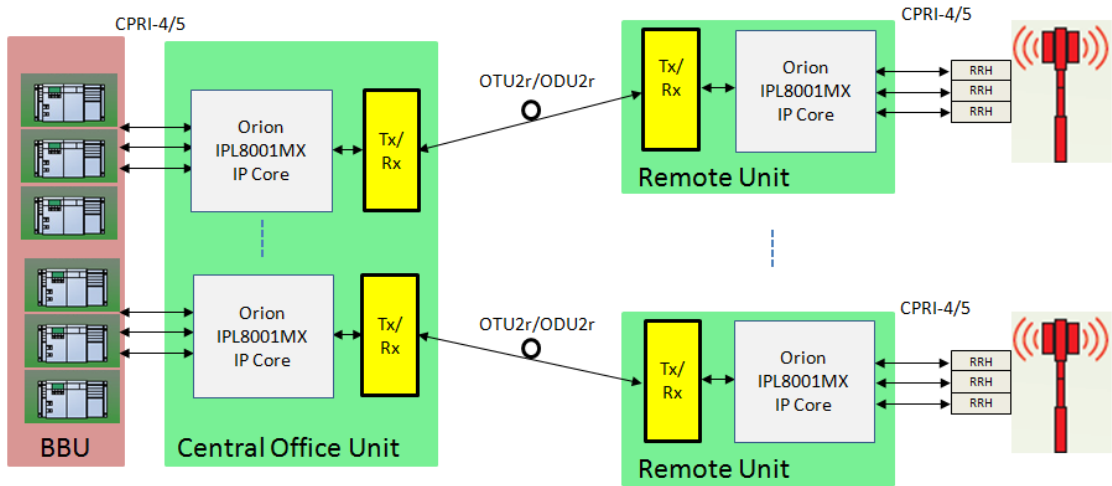 CPRI-4/5
Orion
IPL8001MX
IP Core
Tx/
Rx
Orion
IPL8001MX
IP Core
Tx/
Rx
BBU
Central Office Unit
OTU2r/ODU2r
OTU2r/ODU2r
CPRI-4/5
Tx/
Rx
Orion
IPL8001MX
IP Core
RRH
RRH
RRH
Remote Unit
CPRI-4/5
Tx/
Rx
Orion
IPL8001MX
IP Core
RRH
RRH
RRH
Remote Unit